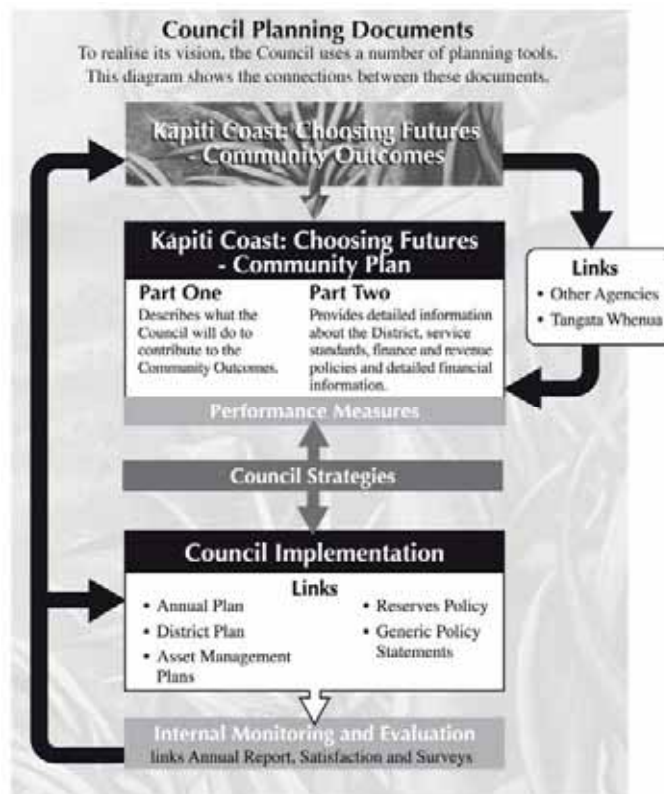 Council Planning Documents
To realise its vision, the Council uses a number of planning tools.
This diagram shows the connections between these documents.
Kāpiti Coast: Choosing Futures
- Community Outcomes
Kāpiti Coast: Choosing Futures
- Community Plan
Part One
Describes what the
Council will do to
contribute to the
Community Outcomes.
Part Two
Provides detailed information
about the District, service
standards, finance and revenue
policies and detailed financial
information.
Performance Measures
Links
• Other Agencies
• Tangata Whenua
Council Strategies
Council Implementation
Links
• Annual Plan
• District Plan
• Asset Management
Plans
• Reserves Policy
• Generic Policy
Statements
Internal Monitoring and Evaluation
links Annual Report, Satisfaction and Surveys